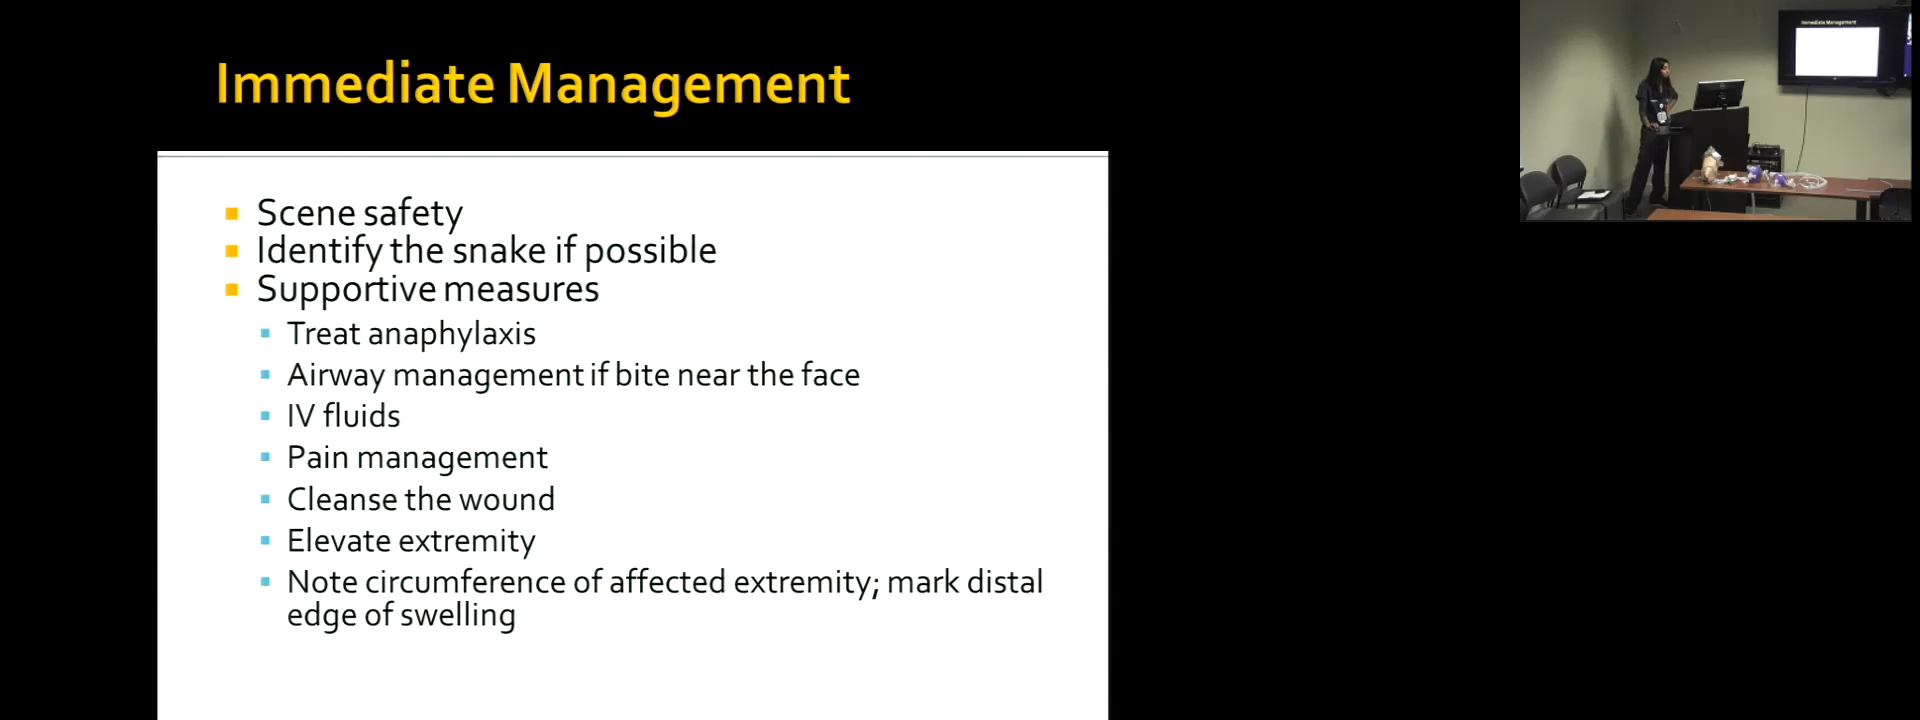 Immediate Management
Scene safety
Identify the snake if possible
Supportive measures
Treat anaphylaxis
Airway management if bite near the face
IV fluids
Pain management
Cleanse the wound
Elevate extremity
Note circumference of affected extremity; mark distal
edge of swelling
Immediate Management